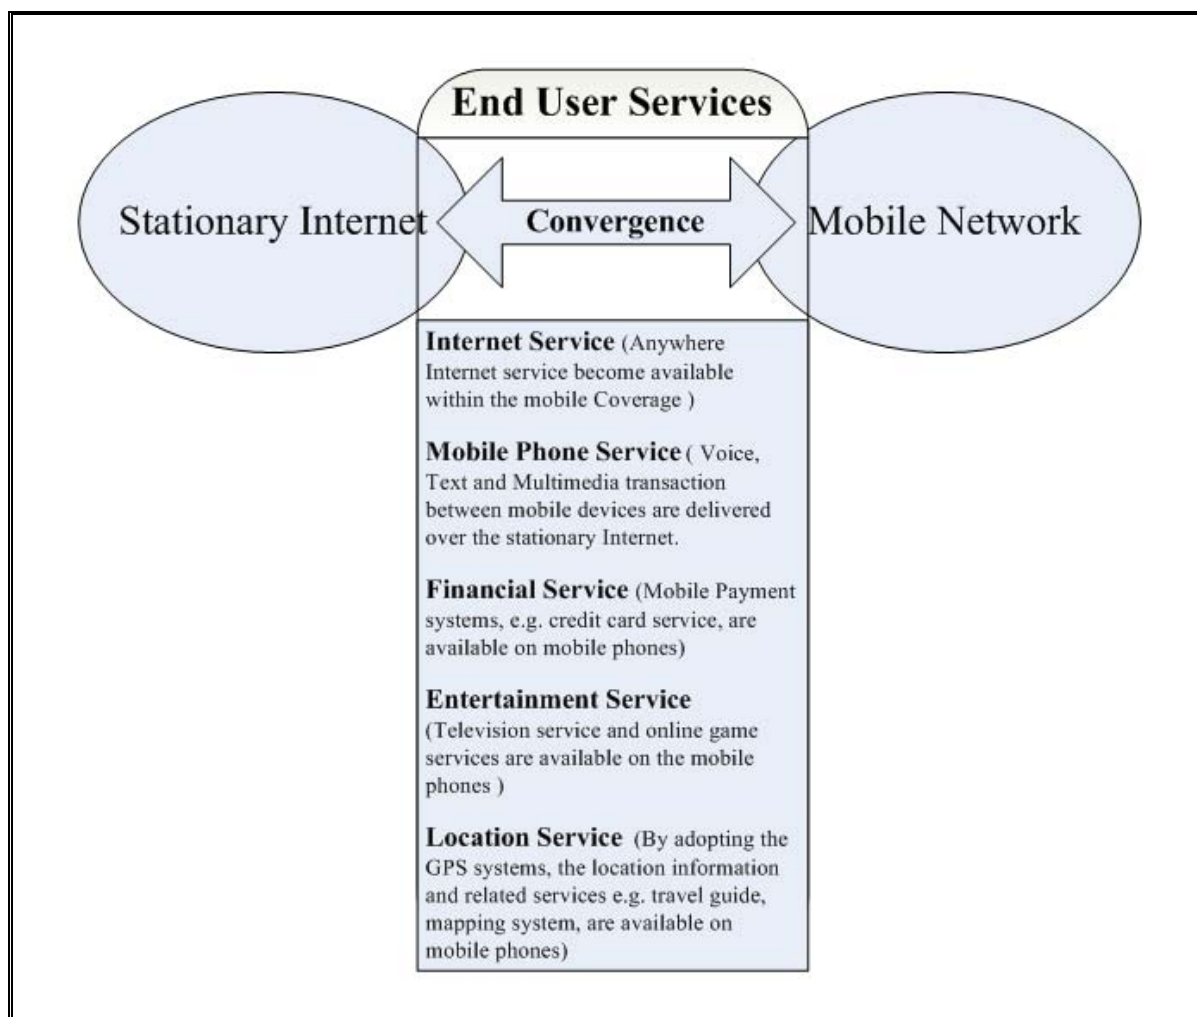 End User Services
Stationary Internet
Convergence
Mobile Network
Internet Service (Anywhere
Internet service become available
within the mobile Coverage )
Mobile Phone Service ( Voice,
Text and Multimedia transaction
between mobile devices are delivered
over the stationary Internet.
Financial Service (Mobile Payment
systems, e.g. credit card service, are
available on mobile phones)
Entertainment Service
(Television service and online game
services are available on the mobile
phones )
Location Service (By adopting the
GPS systems, the location information
and related services e.g. travel guide,
mapping system, are available on
mobile phones)